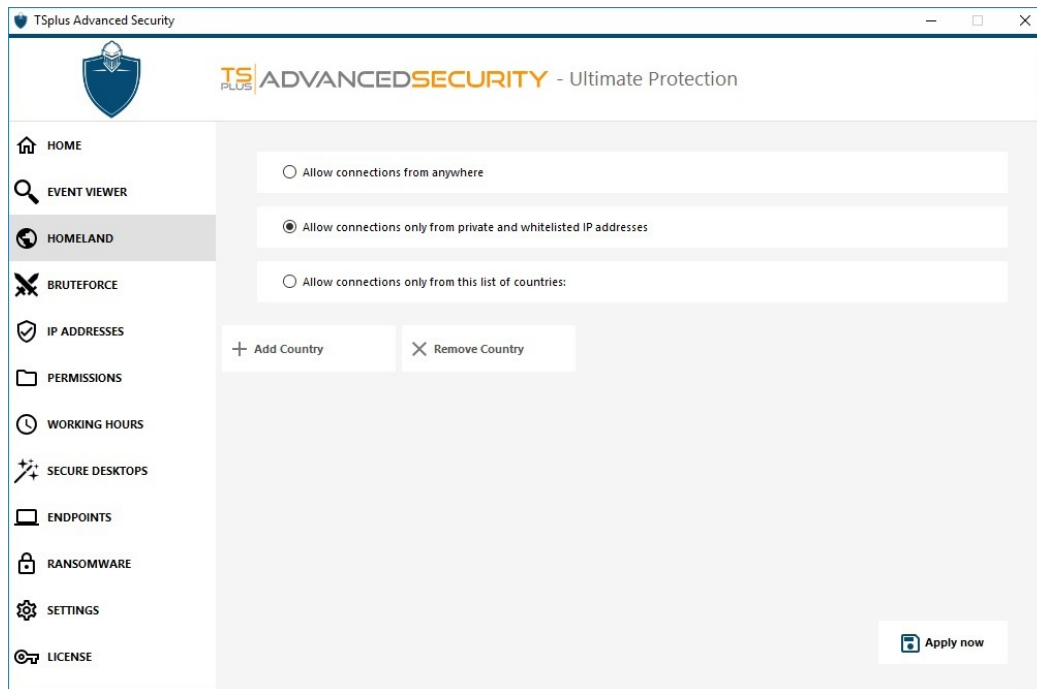 TSplus Advanced Security
TS PLUS ADVANCEDSECURITY - Ultimate Protection
HOME
EVENT VIEWER
HOMELAND
BRUTEFORCE
IP ADDRESSES
PERMISSIONS
WORKING HOURS
SECURE DESKTOPS
ENDPOINTS
RANSOMWARE
SETTINGS
LICENSE
Allow connections from anywhere
Allow connections only from private and whitelisted IP addresses
Allow connections only from this list of countries:
Add Country
Remove Country
Apply now